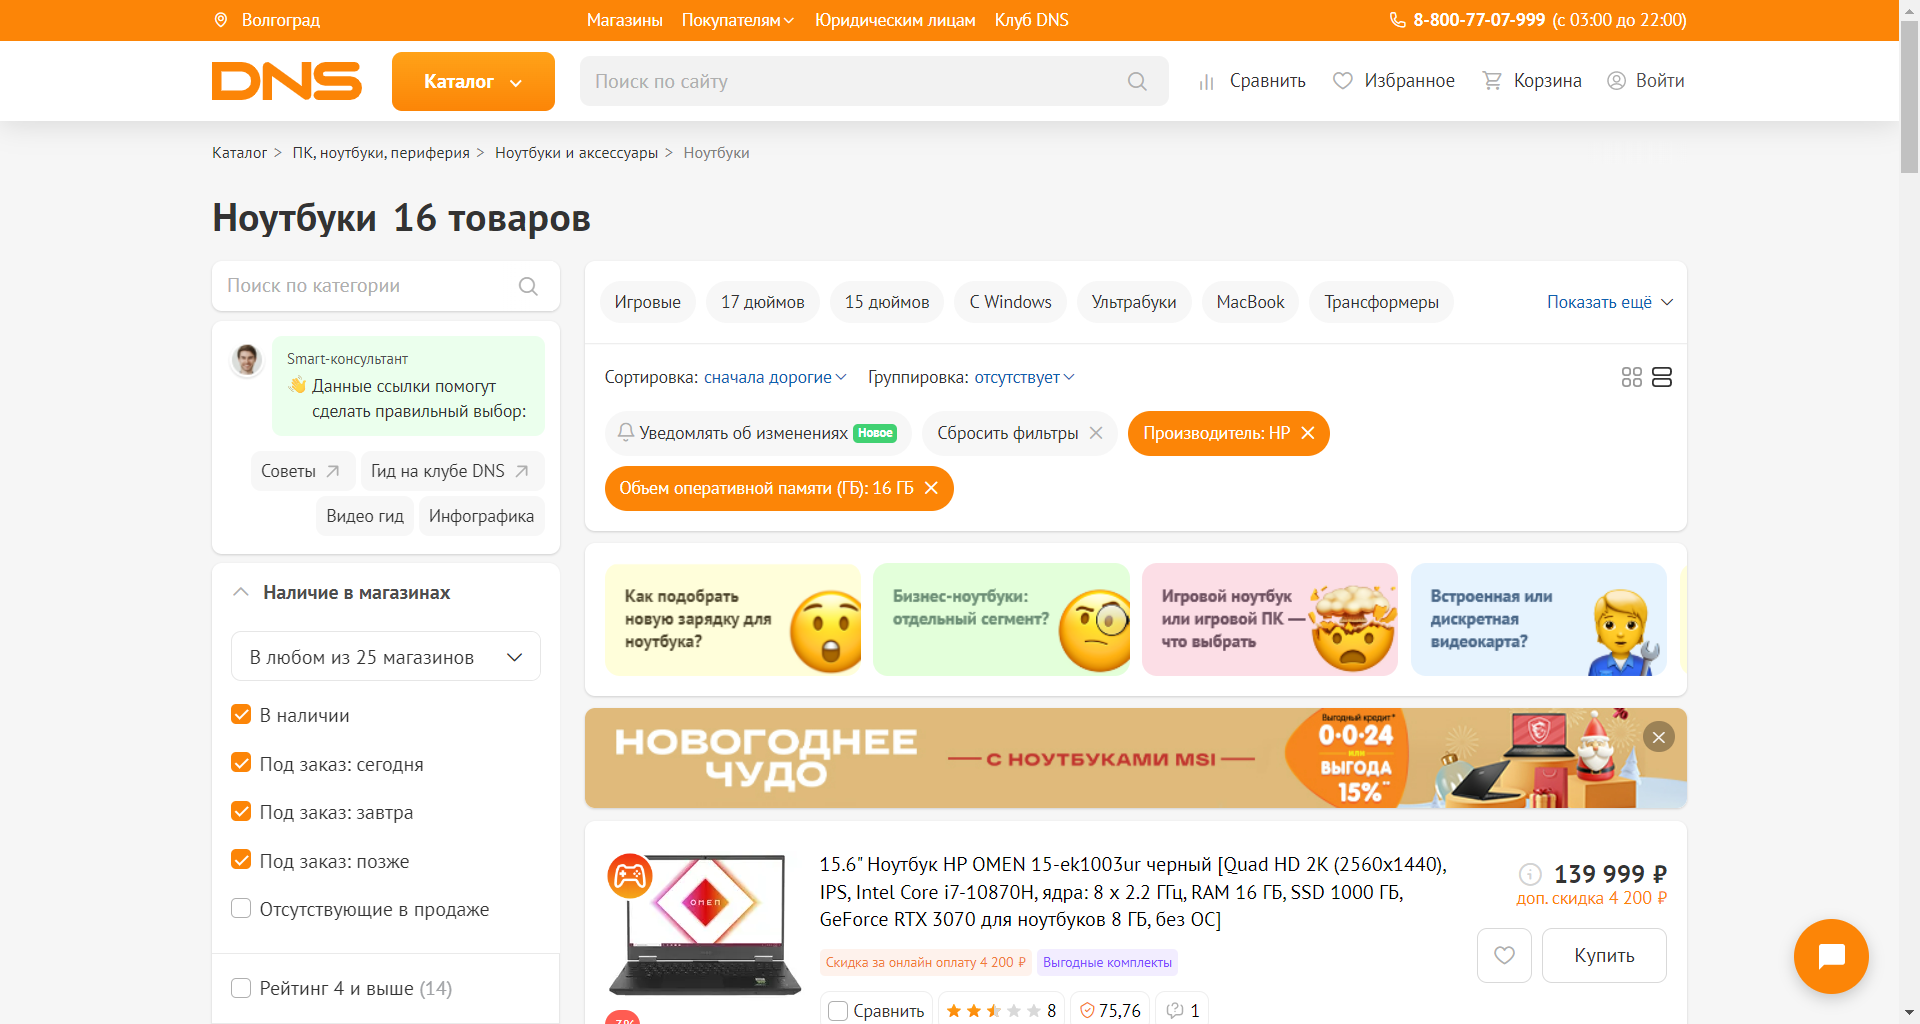 Волгоград
Магазины Покупателям Юридическим лицам Клуб DNS
8-800-77-07-999 (с 03:00 до 22:00)
DNS
Каталог
Поиск по сайту
Сравнить Избранное Корзина Войти
Каталог > ПК, ноутбуки, периферия > Ноутбуки и аксессуары > Ноутбуки
Ноутбуки 16 товаров
Поиск по категории
Smart-консультант
Данные ссылки помогут
сделать правильный выбор:
Советы
Гид на клубе DNS
Видео гид
Инфографика
Наличие в магазинах
В любом из 25 магазинов
В наличии
Под заказ: сегодня
Под заказ: завтра
Под заказ: позже
Отсутствующие в продаже
Рейтинг 4 и выше (14)
Игровые 17 дюймов 15 дюймов С Windows Ультрабуки MacBook Трансформеры Показать ещё
Сортировка: сначала дорогие Группировка: отсутствует
Уведомлять об изменениях Новое Сбросить фильтры Производитель: HP
Объем оперативной памяти (ГБ): 16 ГБ
Как подобрать
новую зарядку для
ноутбука?
Бизнес-ноутбуки:
отдельный сегмент?
Игровой ноутбук
или игровой ПК —
что выбрать
Встроенная или
дискретная
видеокарта?
НОВОГОДНЕЕ
ЧУДО
С НОУТБУКАМИ MSI
Выгодный кредит*
0-0-24
или
ВЫГОДА
15%**
OMEN
15.6" Ноутбук HP OMEN 15-ek1003ur черный [Quad HD 2K (2560x1440),
IPS, Intel Core i7-10870H, ядра: 8 x 2.2 ГГц, RAM 16 ГБ, SSD 1000 ГБ,
GeForce RTX 3070 для ноутбуков 8 ГБ, без ОС]
Скидка за онлайн оплату 4 200 ₽ Выгодные комплекты
Сравнить 8 75,76 1
139 999 ₽
доп. скидка 4 200 ₽
Купить
-3%